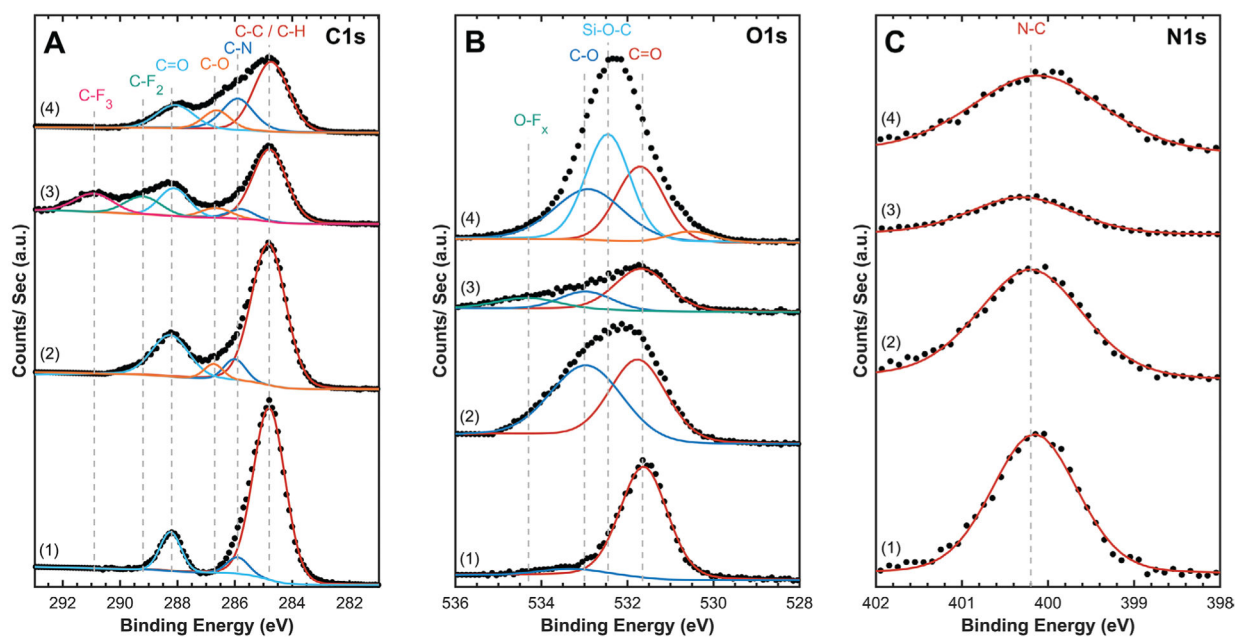 A
C1s
C-C / C-H
C-N
C-O
C=O
C-F2
C-F3
(4)
(3)
(2)
(1)
Counts/ Sec (a.u.)
292 290 288 286 284 282
Binding Energy (eV)
B
O1s
Si-O-C
C-O
C=O
O-Fx
(4)
(3)
(2)
(1)
Counts/ Sec (a.u.)
536 534 532 530 528
Binding Energy (eV)
C
N1s
N-C
(4)
(3)
(2)
(1)
Counts/ Sec (a.u.)
402 401 400 399 398
Binding Energy (eV)